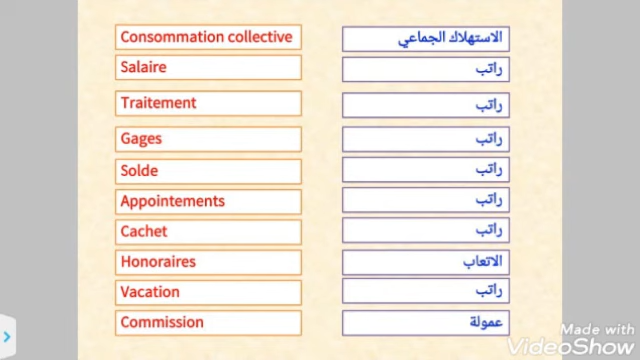 Consommation collective الاستهلاك الجماعي
Salaire راتب
Traitement راتب
Gages راتب
Solde راتب
Appointements راتب
Cachet راتب
Honoraires الاتعاب
Vacation راتب
Commission عمولة
Made with
VideoShow